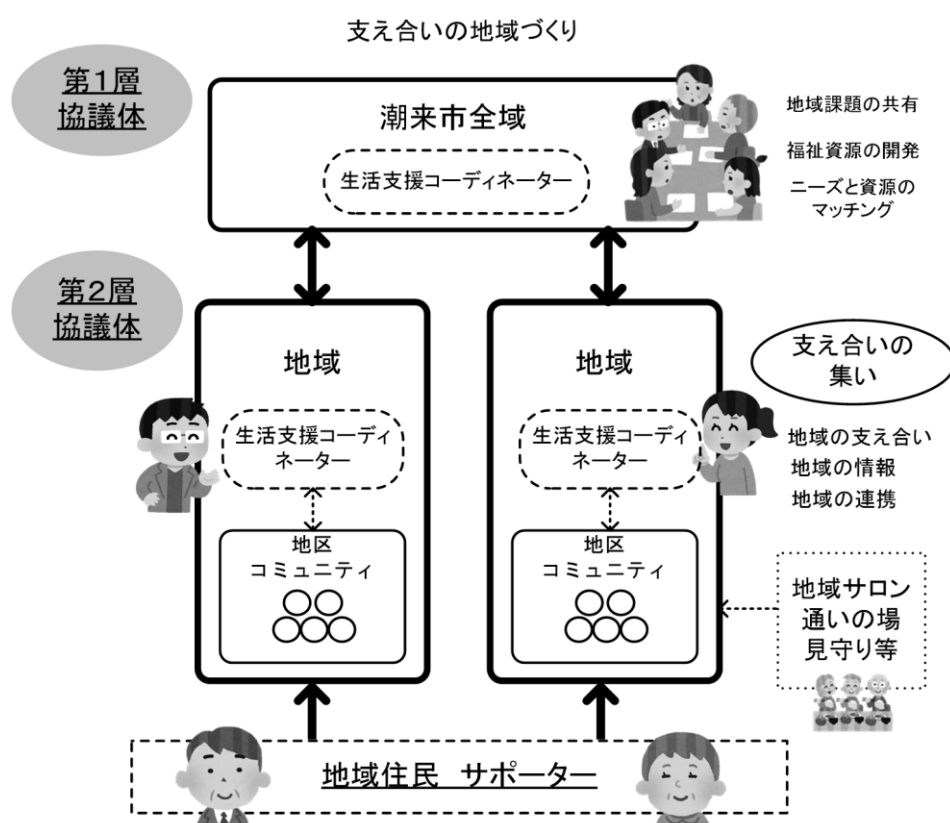 支え合いの地域づくり
第1層
協議体
潮来市全域
生活支援コーディネーター
地域課題の共有
福祉資源の開発
ニーズと資源の
マッチング
第2層
協議体
地域
生活支援コーディ
ネーター
地区
コミュニティ
地域
生活支援コーディ
ネーター
地区
コミュニティ
支え合いの
集い
地域の支え合い
地域の情報
地域の連携
地域サロン
通いの場
見守り等
地域住民 サポーター